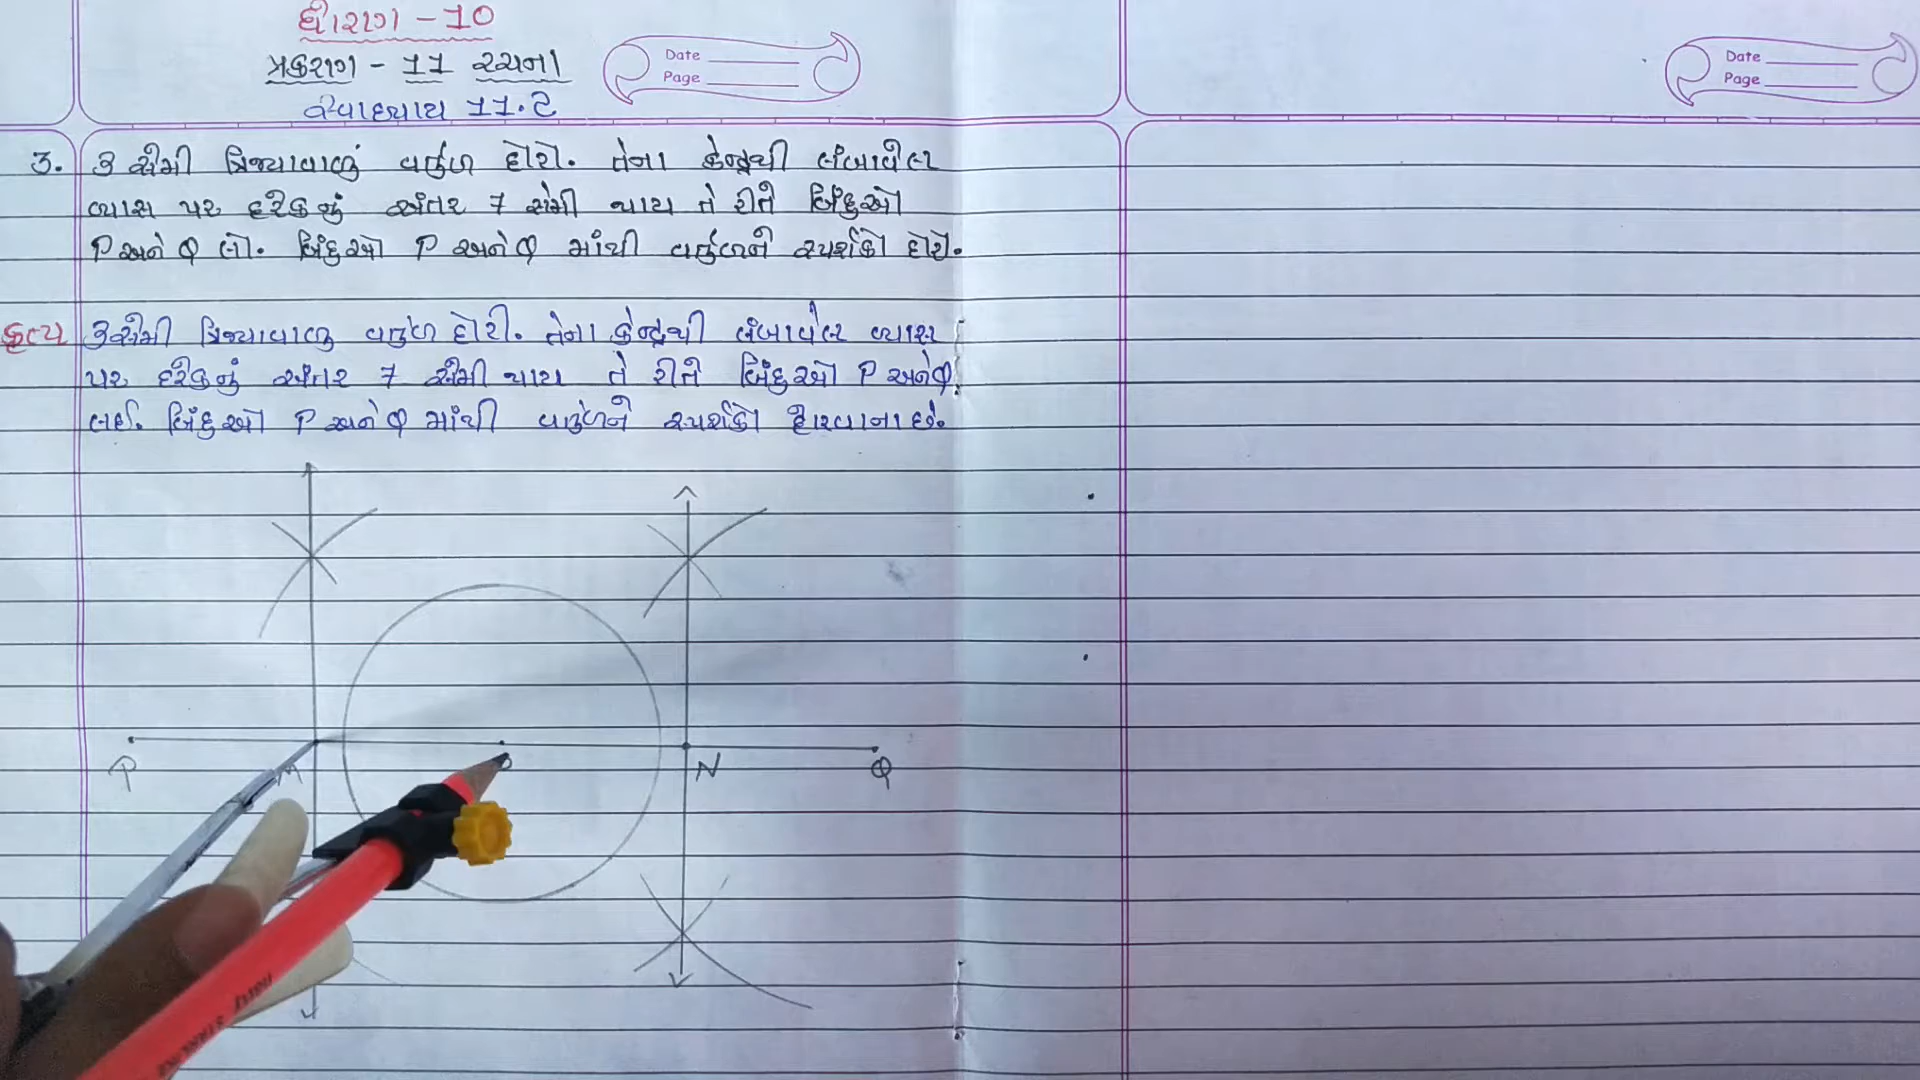 ધોરણ - 10
પ્રકરણ - 11 રચના
સ્વાધ્યાય 11.2
Date
Page
Date
Page
3. 3 સેમી ત્રિજ્યાવાળું વર્તુળ દોરો. તેના કેન્દ્રથી લંબાવેલ
વ્યાસ પર દરેકનું અંતર 7 સેમી થાય તે રીતે બિંદુઓ
P અને Q લો. બિંદુઓ P અને Q માંથી વર્તુળને સ્પર્શકો દોરો.
કૃત્ય 3 સેમી ત્રિજ્યાવાળુ વર્તુળ દોરી. તેના કેન્દ્રથી લંબાવેલ વ્યાસ
પર દરેકનું અંતર 7 સેમી થાય તે રીતે બિંદુઓ P અને Q
લઈ. બિંદુઓ P અને Q માંથી વર્તુળને સ્પર્શકો દોરવાના છે.
P M O N Q